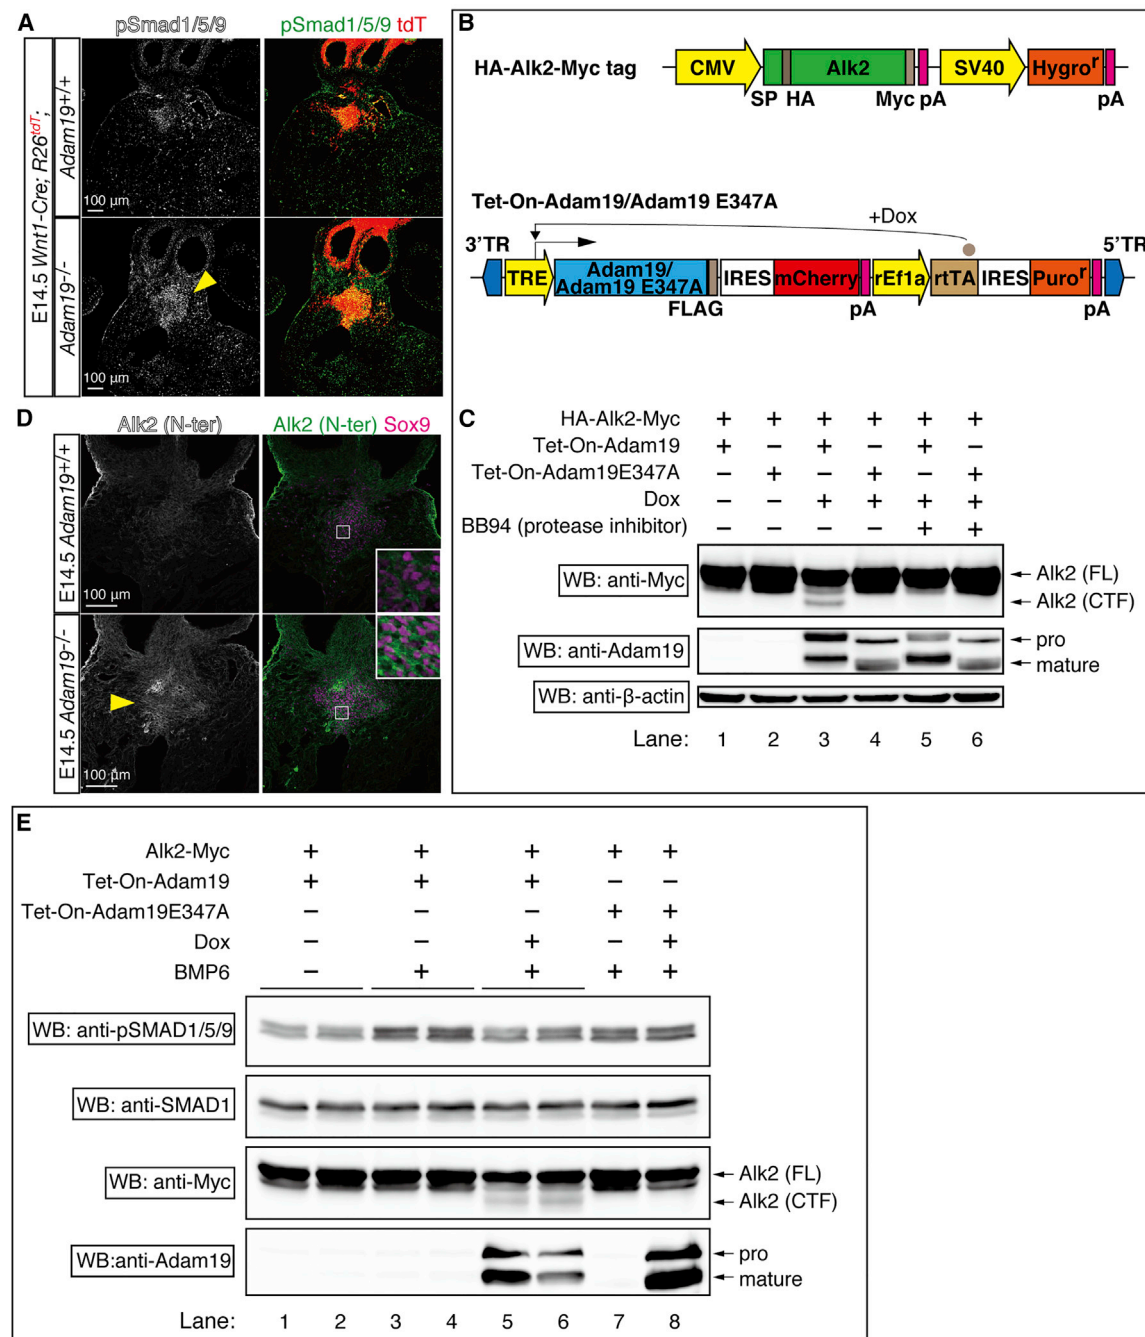 A
pSmad1/5/9
pSmad1/5/9 tdT
E14.5 Wnt1-Cre; R26tdT;
Adam19+/+
100 µm
Adam19-/-
100 µm
B
HA-Alk2-Myc tag
CMV
Alk2
SV40
Hygror
SP
HA
Myc
pA
pA
Tet-On-Adam19/Adam19 E347A
+Dox
3'TR
5'TR
TRE
Adam19/
Adam19 E347A
IRES
mCherry
rEf1a
rtTA
IRES
Puror
FLAG
pA
pA
C
HA-Alk2-Myc + + + + + +
Tet-On-Adam19 + − + − + −
Tet-On-Adam19E347A − + − + − +
Dox − − + + + +
BB94 (protease inhibitor) − − − − + +
WB: anti-Myc
Alk2 (FL)
Alk2 (CTF)
WB: anti-Adam19
pro
mature
WB: anti-β-actin
Lane: 1 2 3 4 5 6
D
Alk2 (N-ter)
Alk2 (N-ter) Sox9
E14.5 Adam19+/+
100 µm
E14.5 Adam19-/-
100 µm
E
Alk2-Myc + + + + +
Tet-On-Adam19 + + + − −
Tet-On-Adam19E347A − − − + +
Dox − − + − +
BMP6 − + + + +
WB: anti-pSMAD1/5/9
WB: anti-SMAD1
WB: anti-Myc
Alk2 (FL)
Alk2 (CTF)
WB:anti-Adam19
pro
mature
Lane: 1 2 3 4 5 6 7 8